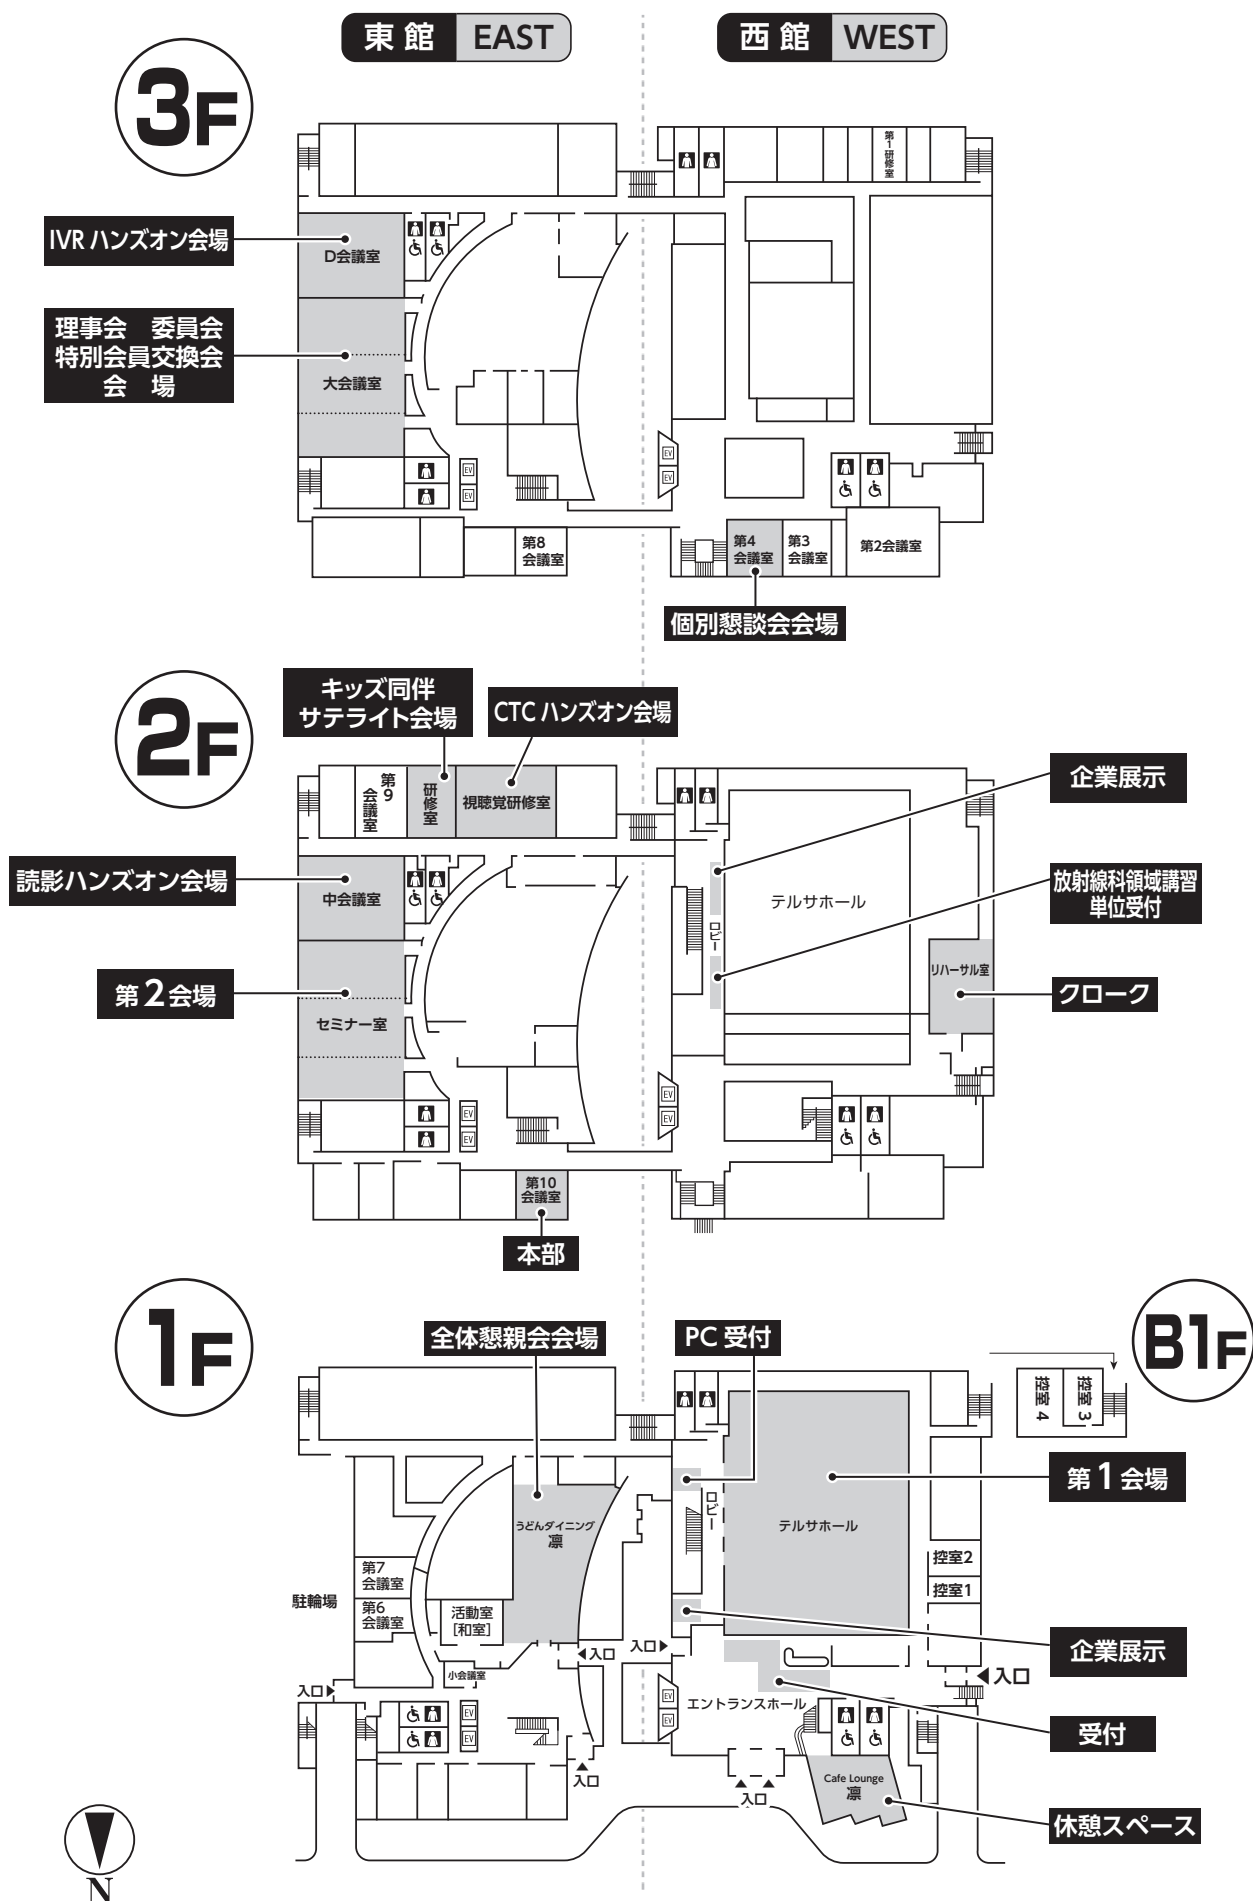 東館 EAST
西館 WEST
3F
第1研修室
IVR ハンズオン会場
D会議室
理事会 委員会
特別会員交換会
会 場
大会議室
EV
EV
EV
EV
第8
会議室
第4
会議室
第3
会議室
第2会議室
個別懇談会会場
2F
キッズ同伴
サテライト会場
CTC ハンズオン会場
第9
会議室
研修室
視聴覚研修室
企業展示
読影ハンズオン会場
中会議室
テルサホール
ロビー
放射線科領域講習
単位受付
第2会場
セミナー室
リハーサル室
クローク
EV
EV
EV
EV
第10
会議室
本部
1F
全体懇親会会場
PC 受付
B1F
控室 4
控室 3
ロビー
第1会場
うどんダイニング
凛
テルサホール
第7
会議室
控室2
控室1
駐輪場
第6
会議室
活動室
[和室]
企業展示
入口
入口
小会議室
入口
入口
エントランスホール
EV
EV
EV
EV
受付
入口
入口
Cafe Lounge
凛
休憩スペース
N